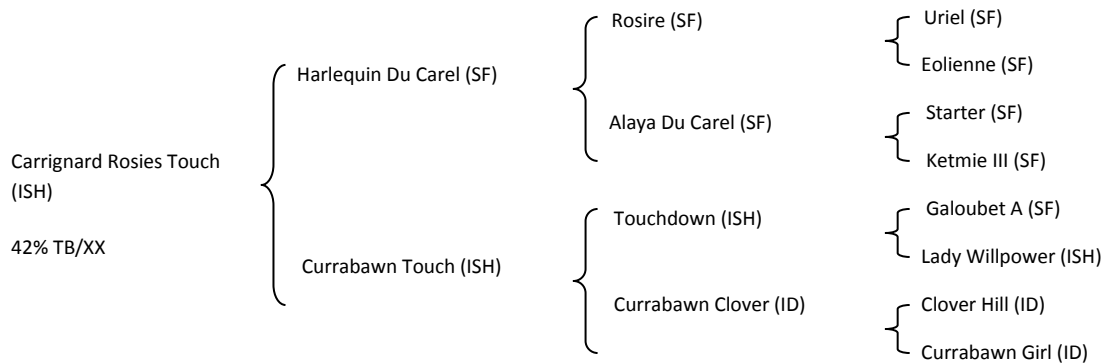 Carrignard Rosies Touch
(ISH)
42% TB/XX
Harlequin Du Carel (SF)
Currabawn Touch (ISH)
Rosire (SF)
Alaya Du Carel (SF)
Touchdown (ISH)
Currabawn Clover (ID)
Uriel (SF)
Eolienne (SF)
Starter (SF)
Ketmie III (SF)
Galoubet A (SF)
Lady Willpower (ISH)
Clover Hill (ID)
Currabawn Girl (ID)